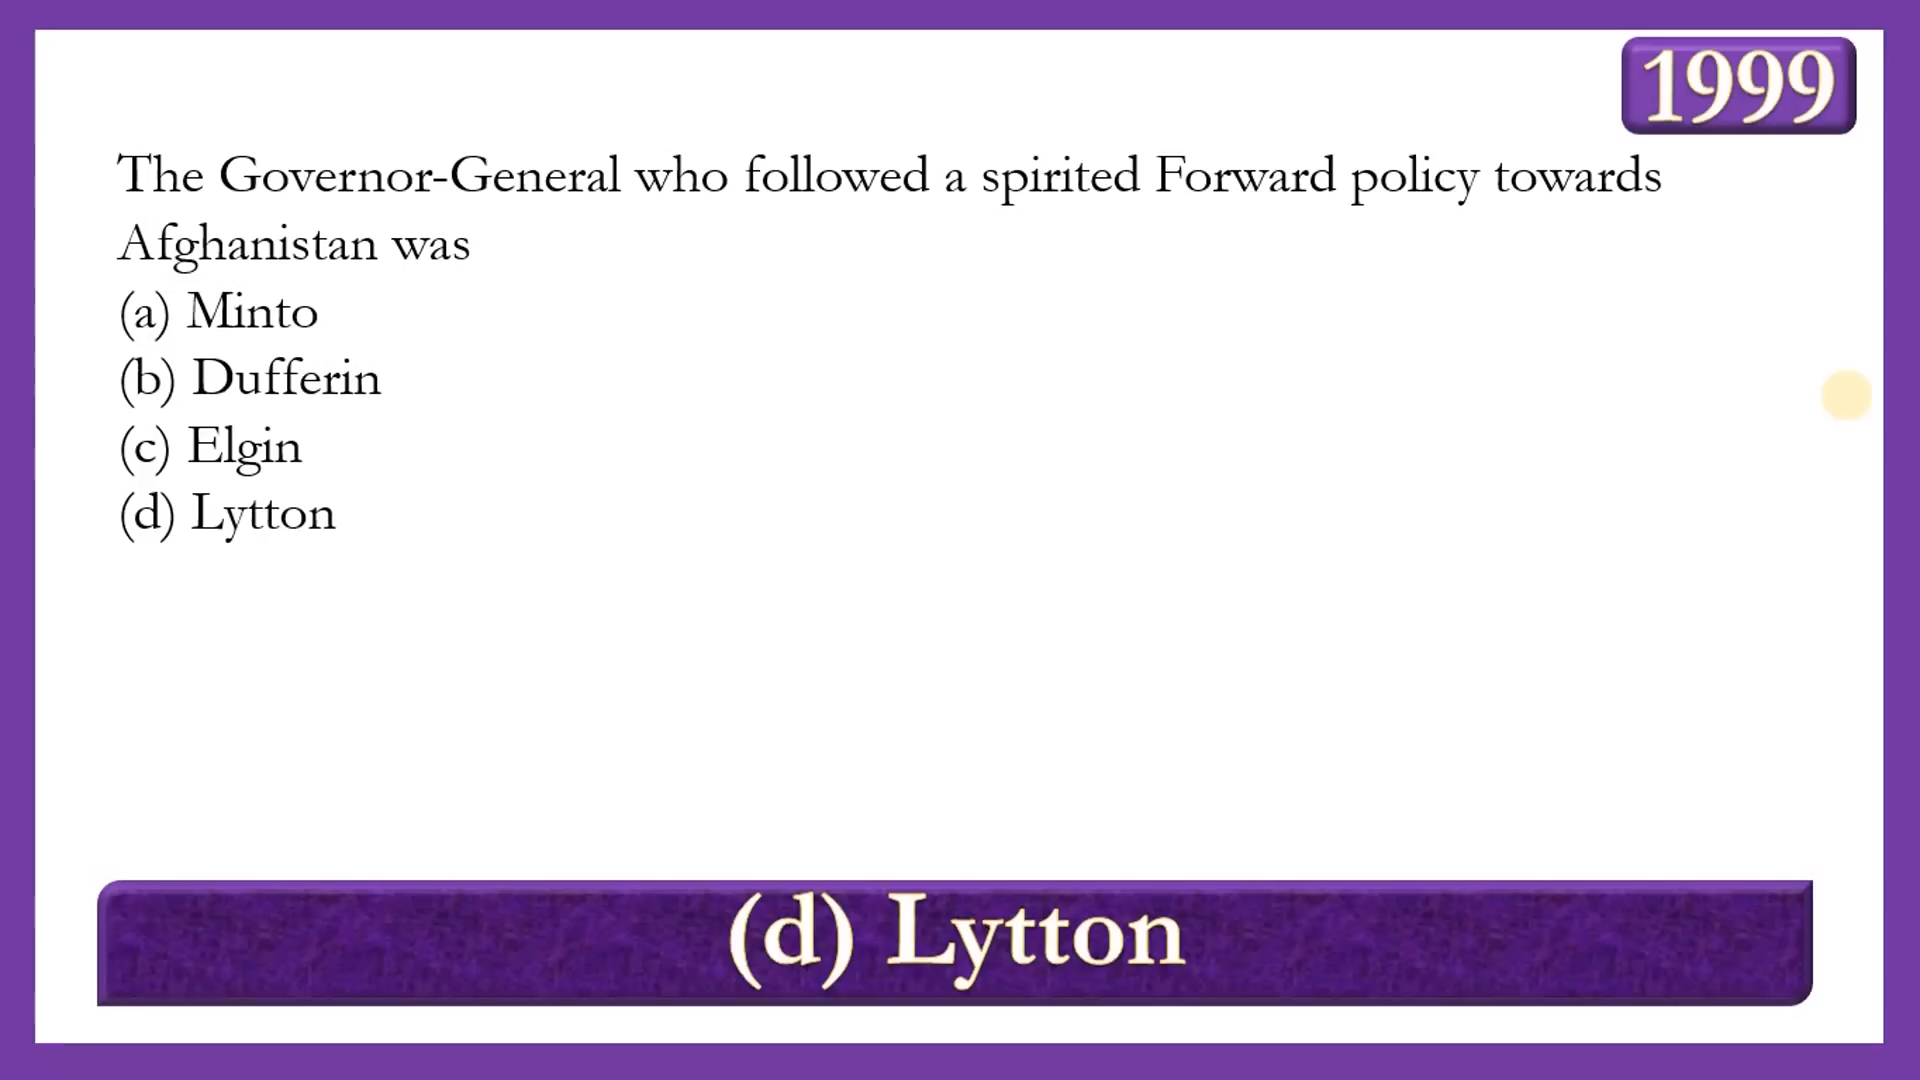 1999
The Governor-General who followed a spirited Forward policy towards
Afghanistan was
(a) Minto
(b) Dufferin
(c) Elgin
(d) Lytton
(d) Lytton